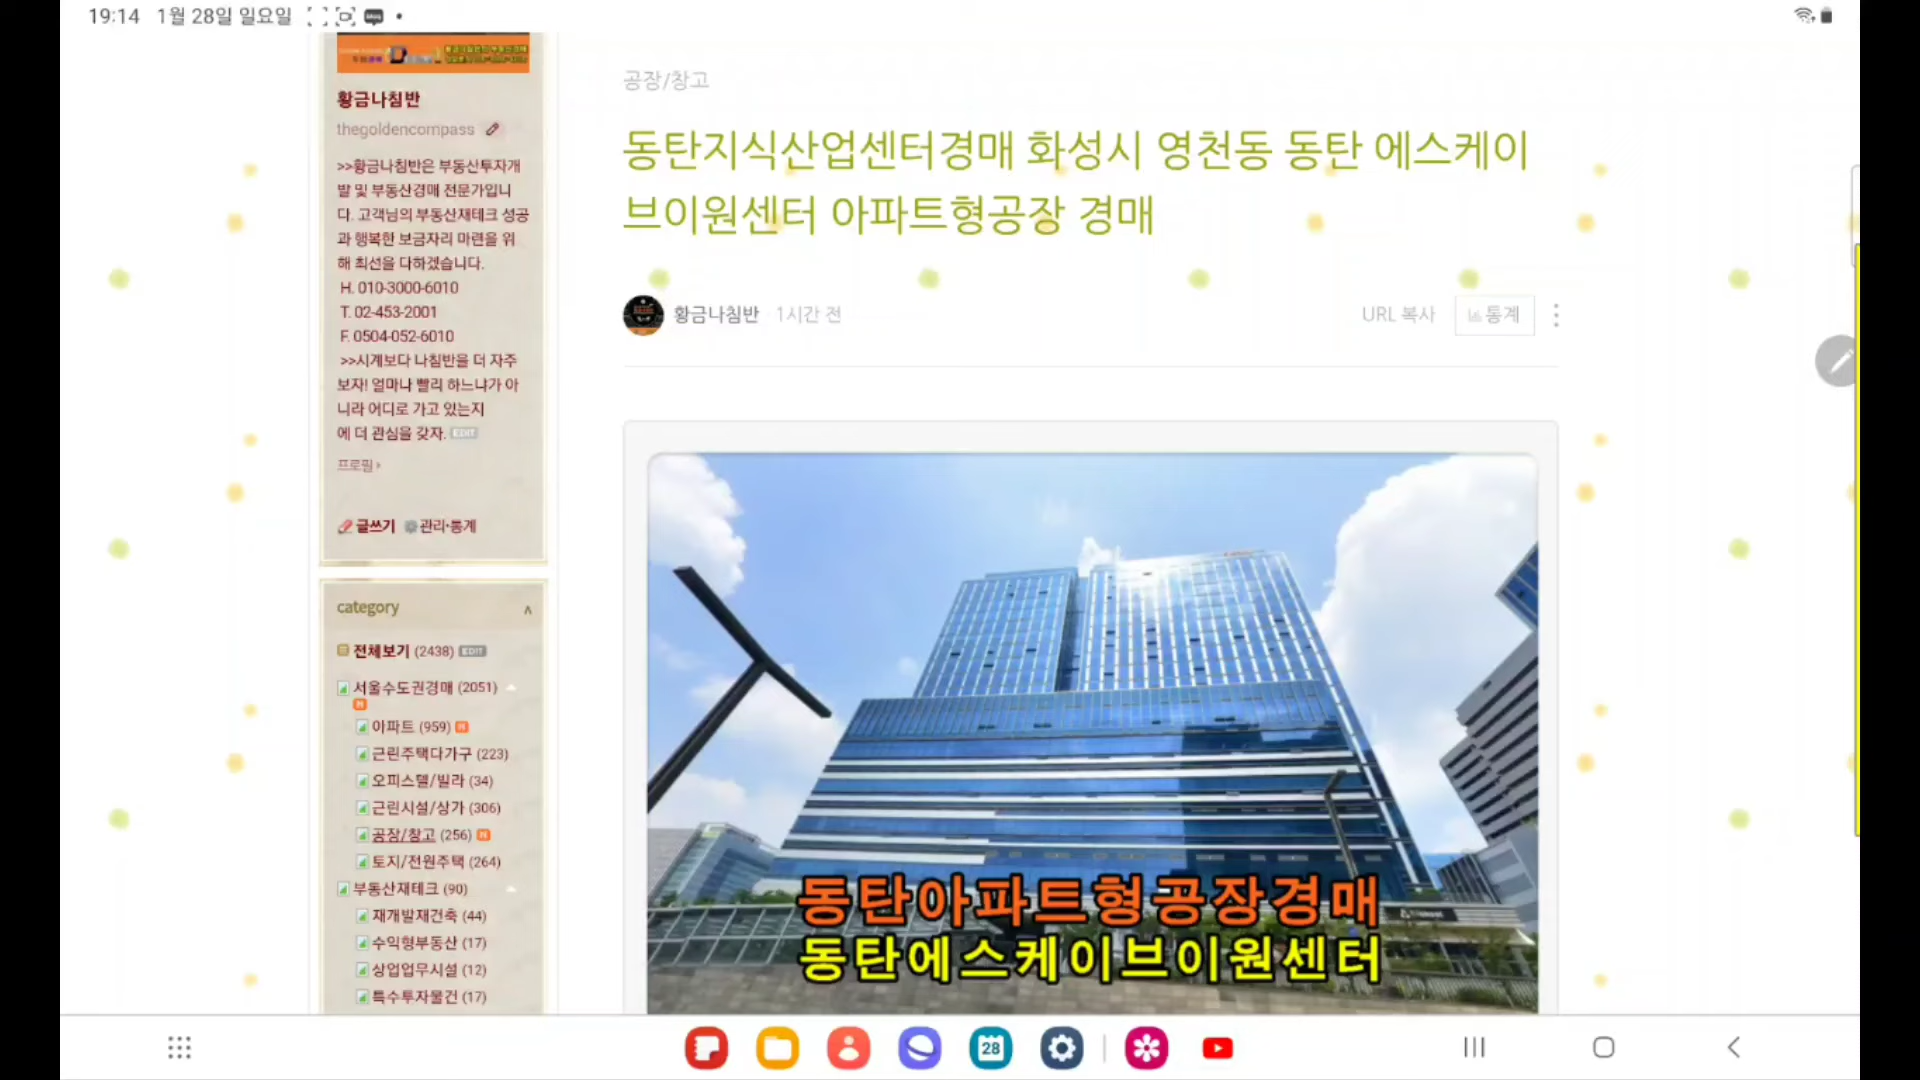 19:14 1월 28일 일요일
황금나침반
thegoldencompass
>>황금나침반은 부동산투자개
발 및 부동산경매 전문가입니
다. 고객님의 부동산재테크 성공
과 행복한 보금자리 마련을 위
해 최선을 다하겠습니다.
H. 010-3000-6010
T. 02-453-2001
F. 0504-052-6010
>>시계보다 나침반을 더 자주
보자! 얼마나 빨리 하느냐가 아
니라 어디로 가고 있는지
에 더 관심을 갖자. EDIT
프로필
글쓰기 관리·통계
category
전체보기 (2438) EDIT
서울수도권경매 (2051)
N
아파트 (959) N
근린주택다가구 (223)
오피스텔/빌라 (34)
근린시설/상가 (306)
공장/창고 (256) N
토지/전원주택 (264)
부동산재테크 (90)
재개발재건축 (44)
수익형부동산 (17)
상업업무시설 (12)
특수투자물건 (17)
공장/창고
동탄지식산업센터경매 화성시 영천동 동탄 에스케이
브이원센터 아파트형공장 경매
황금나침반 · 1시간 전
URL 복사 통계
동탄아파트형공장경매
동탄에스케이브이원센터
28